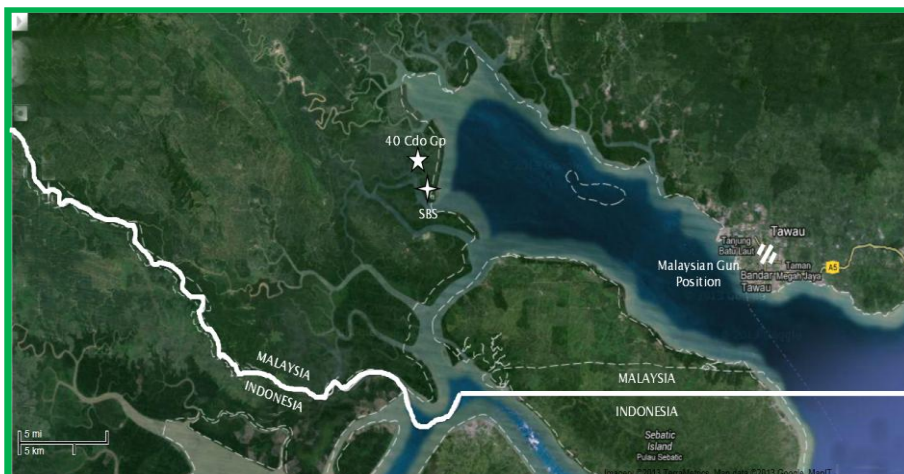 40 Cdo Gp
SBS
Tawau
Tanjung
Batu Laut
A5
Malaysian Gun
Position
Taman
Megah Jaya
Bandar
Tawau
MALAYSIA
INDONESIA
MALAYSIA
INDONESIA
5 mi
5 km
Sebatic
Island
Pulau Sebatic